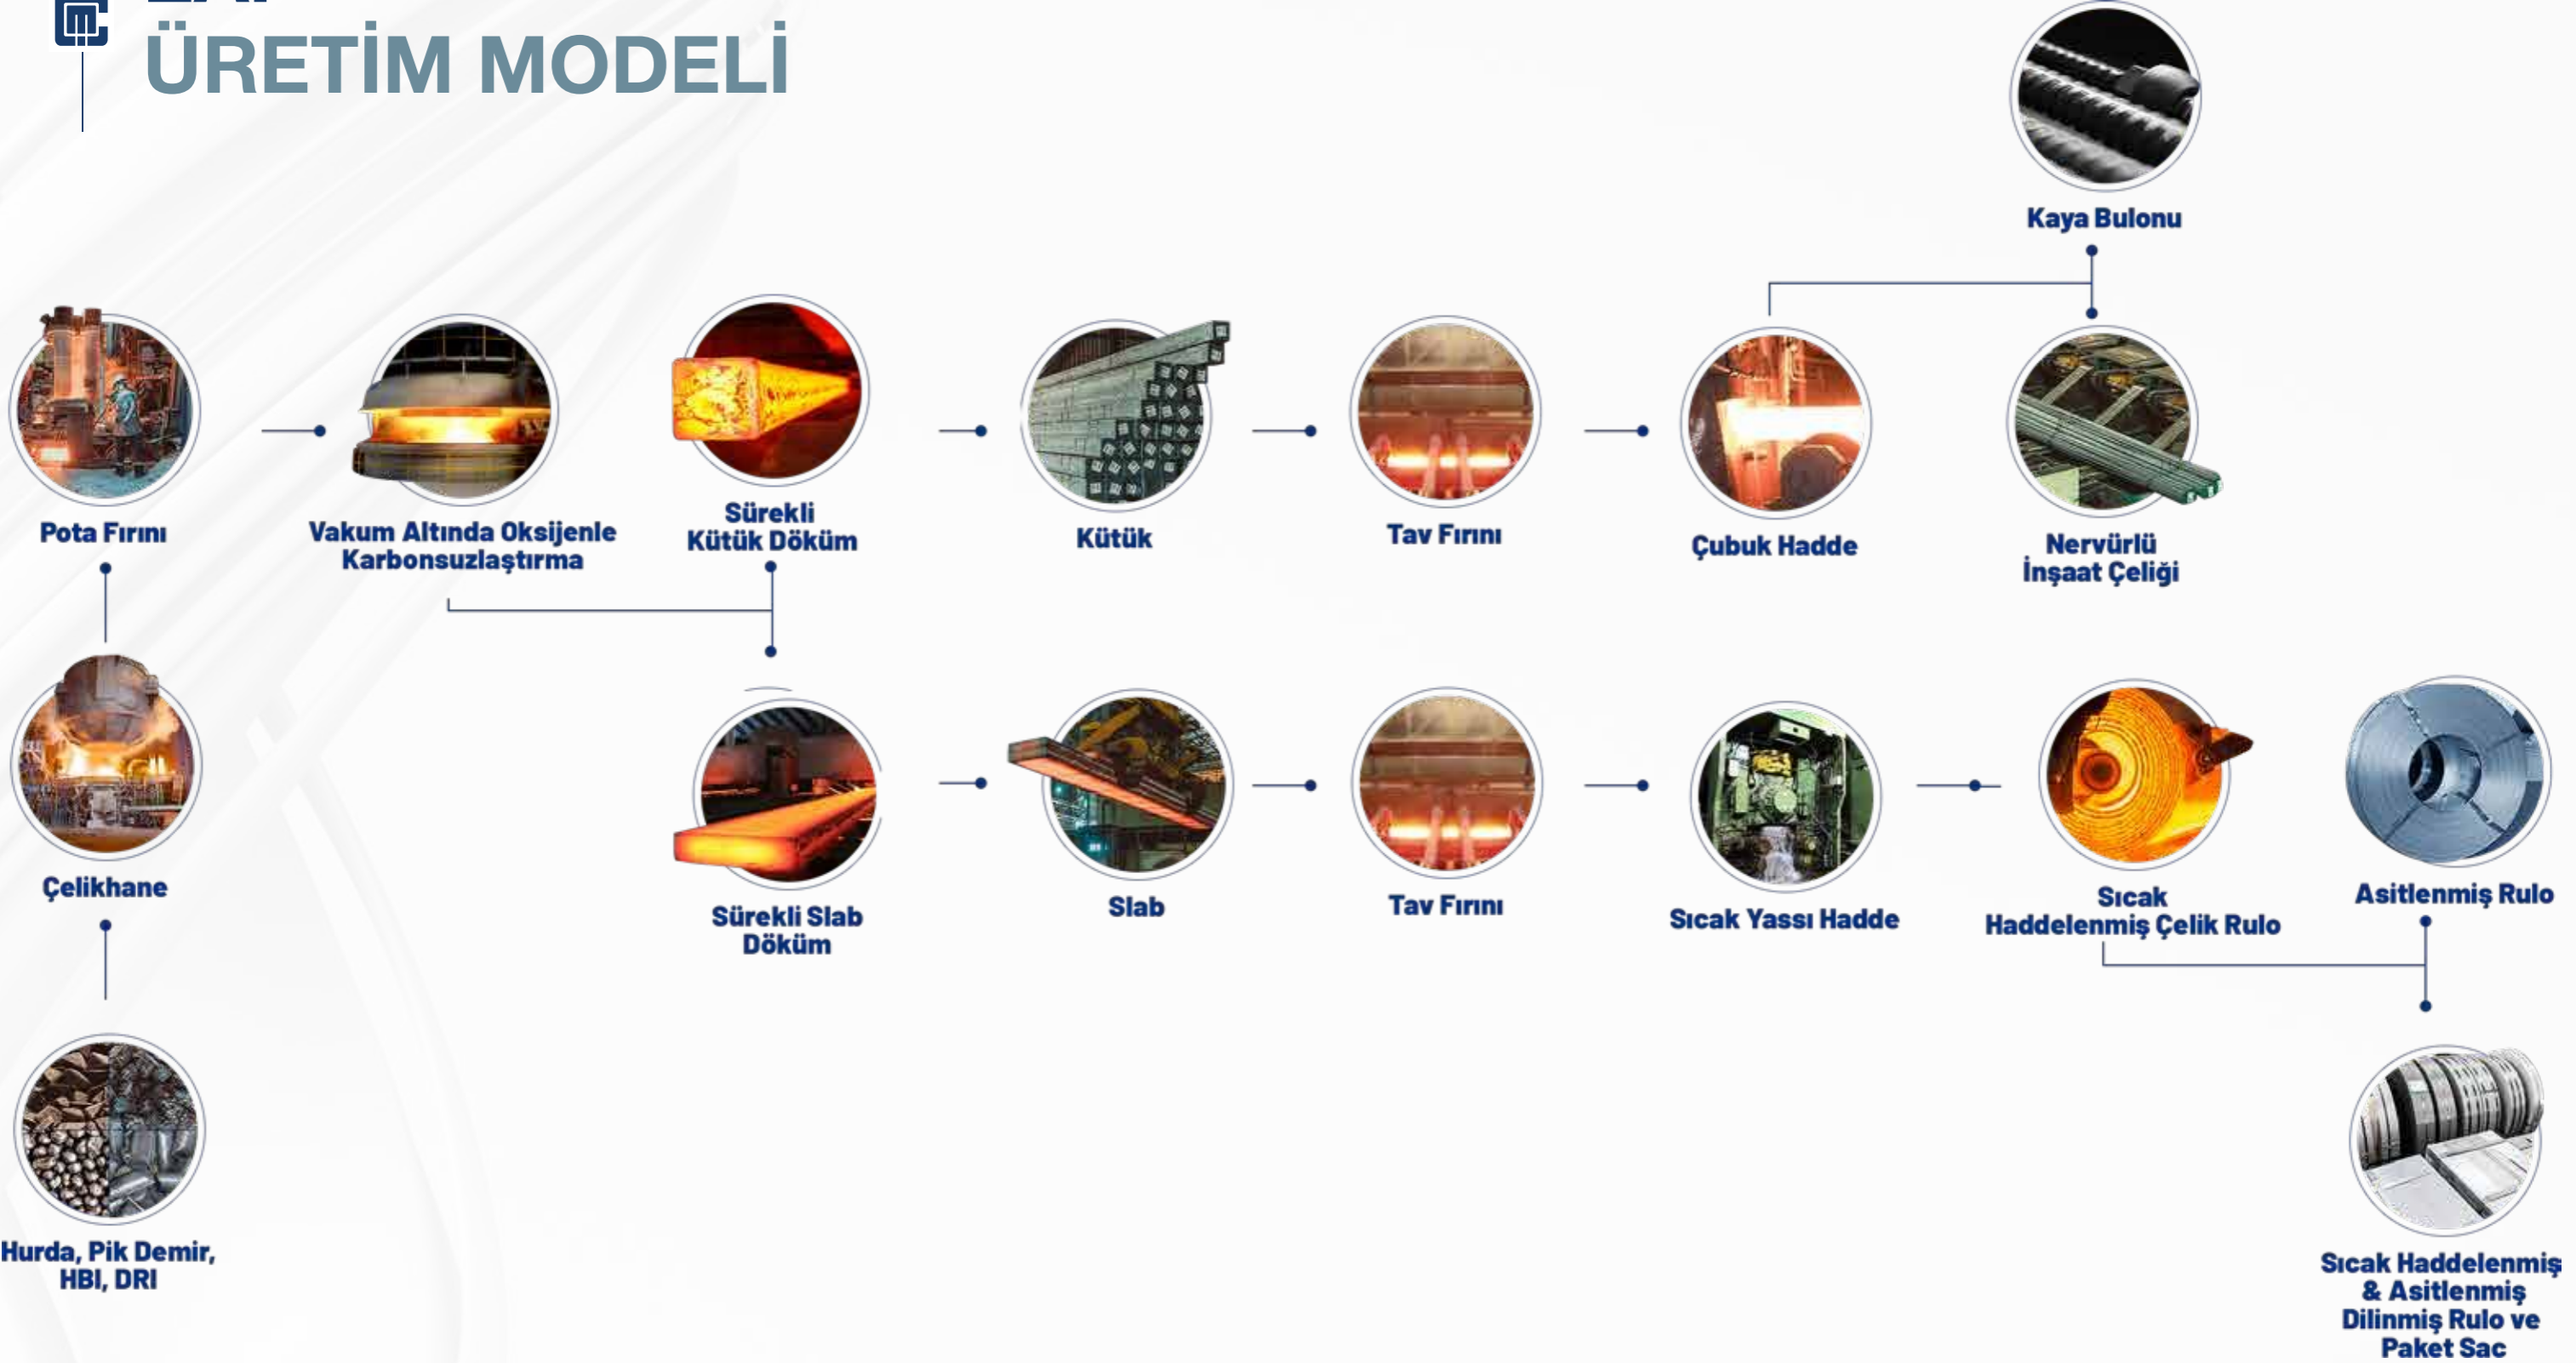 ÜRETİM MODELİ
Kaya Bulonu
Pota Fırını
Vakum Altında Oksijenle
Karbonsuzlaştırma
Sürekli
Kütük Döküm
Kütük
Tav Fırını
Çubuk Hadde
Nervürlü
İnşaat Çeliği
Çelikhane
Sürekli Slab
Döküm
Slab
Tav Fırını
Sıcak Yassı Hadde
Sıcak
Haddelenmiş Çelik Rulo
Asitlenmiş Rulo
Hurda, Pik Demir,
HBI, DRI
Sıcak Haddelenmiş
& Asitlenmiş
Dilinmiş Rulo ve
Paket Sac